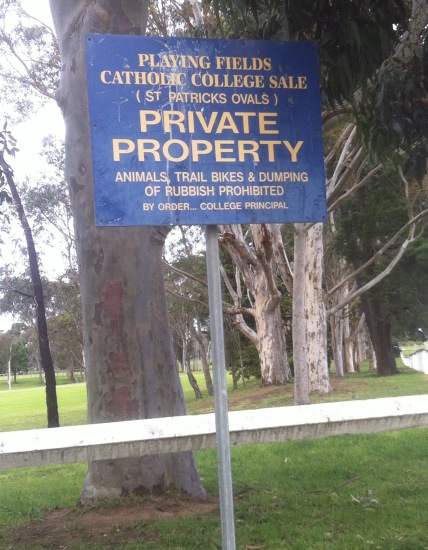 PLAYING FIELDS
CATHOLIC COLLEGE SALE
( ST PATRICKS OVALS )
PRIVATE
PROPERTY
ANIMALS, TRAIL BIKES & DUMPING
OF RUBBISH PROHIBITED
BY ORDER... COLLEGE PRINCIPAL